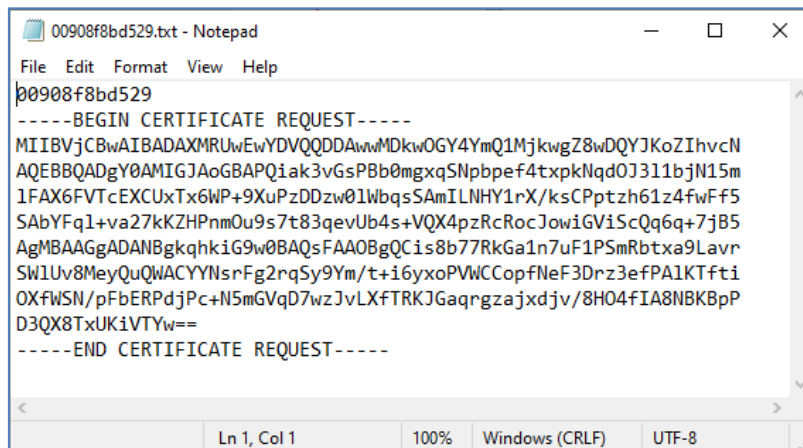 00908f8bd529.txt - Notepad
File Edit Format View Help
00908f8bd529
-----BEGIN CERTIFICATE REQUEST-----
MIIBVjCBwAIBADAXMRUwEwYDVQQDDAwwMDkwOGY4YmQ1MjkwgZ8wDQYJKoZIhvcN
AQEBBQADgY0AMIGJAoGBAPQiak3vGsPBb0mgxqSNpbpef4txpkNqdOJ3l1bjN15m
lFAX6FVTcEXCUxTx6WP+9XuPzDDzw0lWbqsSAmILNHY1rX/ksCPptzh61z4fwFf5
SAbYFql+va27kKZHPnmOu9s7t83qevUb4s+VQX4pzRcRocJowiGViScQq6q+7jB5
AgMBAAGgADANBgkqhkiG9w0BAQsFAAOBgQCis8b77RkGa1n7uF1PSmRbtxa9Lavr
SWlUv8MeyQuQWACYYNsrFg2rqSy9Ym/t+i6yxoPVWCCopfNeF3Drz3efPAlKTfti
OXfWSN/pFbERPdjPc+N5mGVqD7wzJvLXfTRKJGaqrgzajxdjv/8HO4fIA8NBKBpP
D3QX8TxUKiVTYw==
-----END CERTIFICATE REQUEST-----
Ln 1, Col 1 100% Windows (CRLF) UTF-8